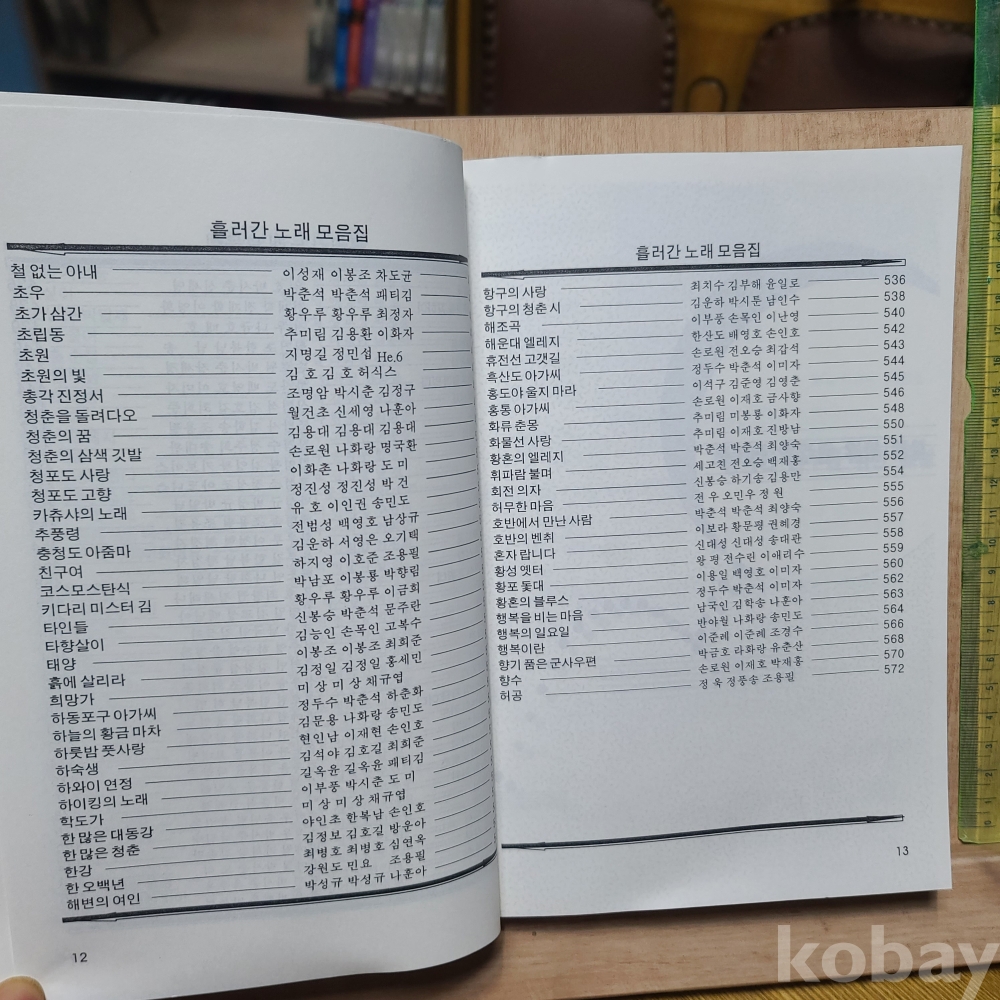 흘러간 노래 모음집
철 없는 아내 이성재 이봉조 차도균
초우 박춘석 박춘석 패티김
초가 삼간 황우루 황우루 최정자
초립동 추미림 김용환 이화자
초원 지명길 정민섭 He.6
초원의 빛 김 호 김 호 허식스
총각 진정서 조명암 박시춘 김정구
청춘을 돌려다오 월건초 신세영 나훈아
청춘의 꿈 김용대 김용대 김용대
청춘의 삼색 깃발 손로원 나화랑 명국환
청포도 사랑 이화촌 나화랑 도 미
청포도 고향 정진성 정진성 박 건
카츄샤의 노래 유 호 이인권 송민도
추풍령 전범성 백영호 남상규
충청도 아줌마 김운하 서영은 오기택
친구여 하지영 이호준 조용필
코스모스탄식 박남포 이봉룡 박향림
키다리 미스터 김 황우루 황우루 이금희
타인들 신봉승 박춘석 문주란
타향살이 김능인 손목인 고복수
태양 이봉조 이봉조 최희준
흙에 살리라 김정일 김정일 홍세민
희망가 미 상 미 상 채규엽
하동포구 아가씨 정두수 박춘석 하춘화
하늘의 황금 마차 김문용 나화랑 송민도
하룻밤 풋사랑 현인남 이재현 손인호
하숙생 김석야 김호길 최희준
하와이 연정 길옥윤 길옥윤 패티김
하이킹의 노래 이부풍 박시춘 도 미
학도가 미 상 미 상 채규엽
한 많은 대동강 야인초 한복남 손인호
한 많은 청춘 김정보 김호길 방운아
한강 최병호 최병호 심연옥
한 오백년 강원도 민요 조용필
해변의 여인 박성규 박성규 나훈아
12
흘러간 노래 모음집
항구의 사랑 최치수 김부해 윤일로 536
항구의 청춘시 김운하 박시툰 남인수 538
해조곡 이부풍 손목인 이난영 540
해운대 엘레지 한산도 배영호 손인호 542
휴전선 고갯길 손로원 전오승 최갑석 543
흑산도 아가씨 정두수 박춘석 이미자 544
홍도야 울지 마라 이석구 김준영 김영춘 545
홍통 아가씨 손로원 이재호 금사향 546
화류 춘몽 추미림 미봉룡 이화자 548
화물선 사랑 추미림 이재호 진방남 550
황혼의 엘레지 박춘석 박춘석 최양숙 551
휘파람 불며 세고천 전오승 백재홍 552
회전 의자 신봉승 하기송 김용만 554
허무한 마음 전 우 오민우 정 원 555
호반에서 만난 사람 박춘석 박춘석 최양숙 556
호반의 벤취 이보라 황문평 권혜경 557
혼자 랍니다 신대성 신대성 송대관 558
황성 옛터 왕 평 전수린 이애리수 559
황포 돛대 이용일 백영호 이미자 560
황혼의 블루스 정두수 박춘석 이미자 562
행복을 비는 마음 남국인 김학송 나훈아 563
행복의 일요일 반야월 나화랑 송민도 564
행복이란 이준례 이준례 조경수 566
향기 품은 군사우편 박금호 라화랑 유춘산 568
향수 손로원 이재호 박재홍 570
허공 정 욱 정풍송 조용필 572
13
kobay